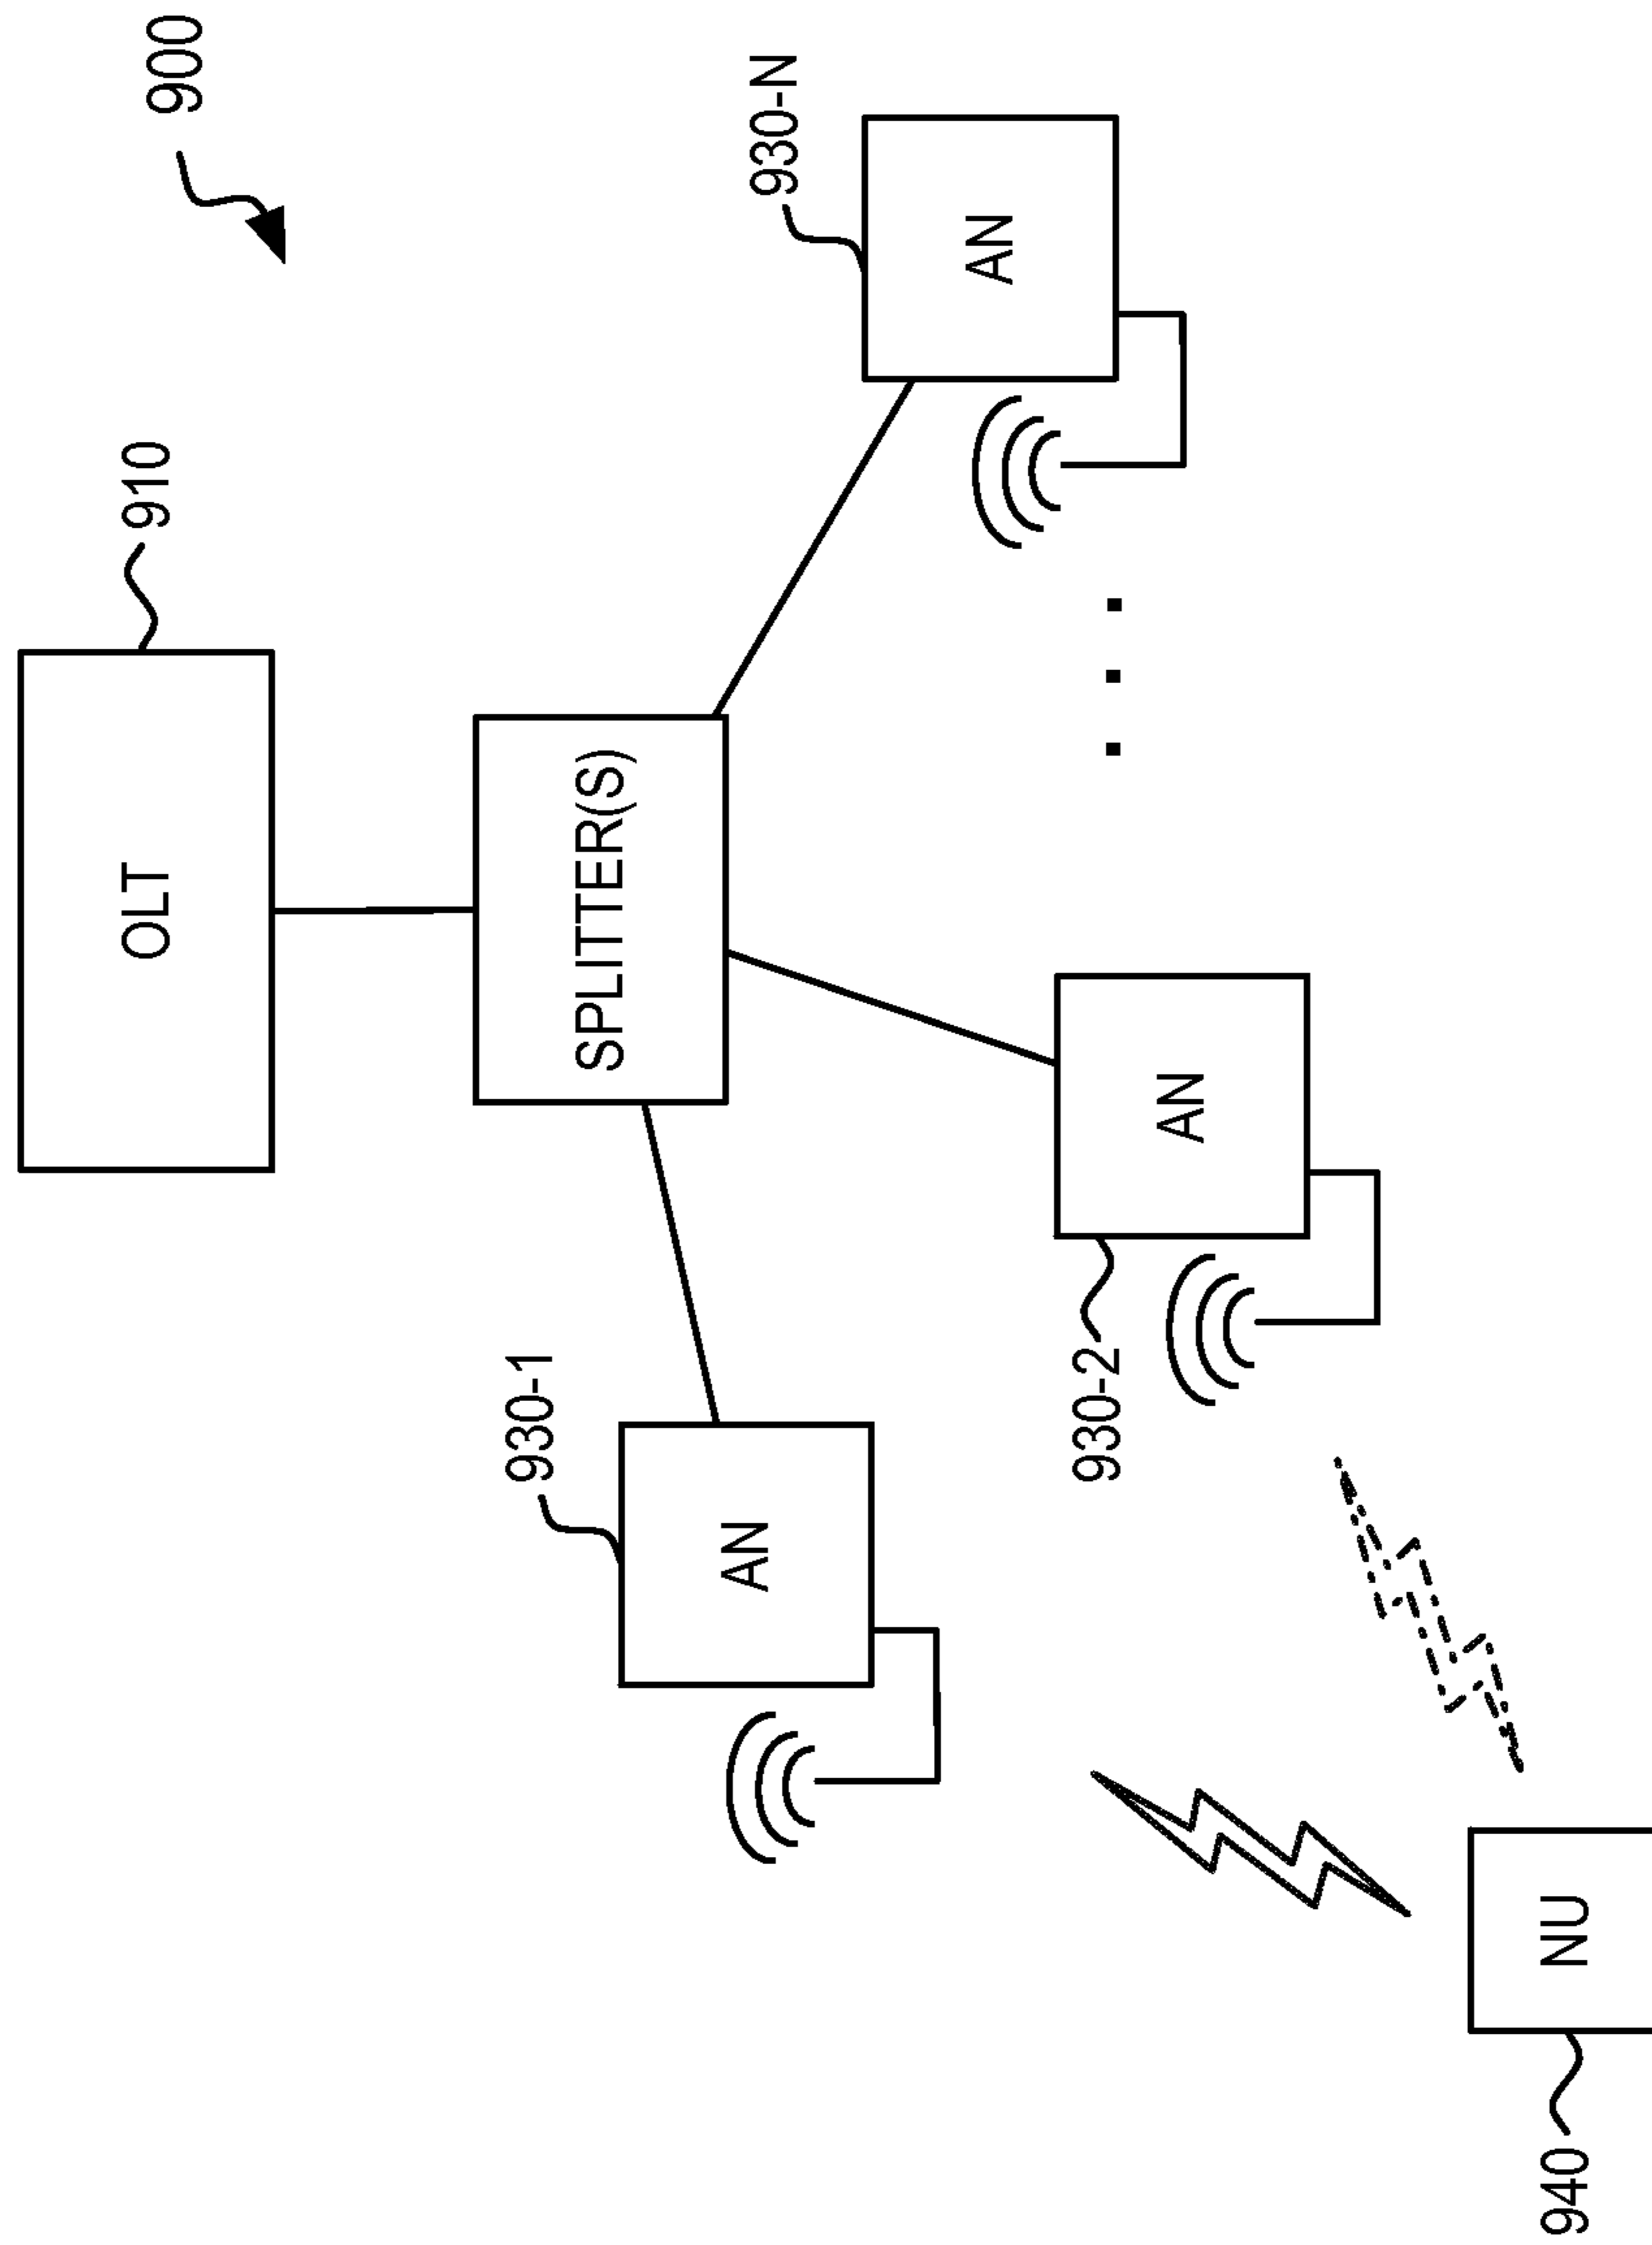 900
OLT
910
SPLITTER(S)
930-N
930-1
AN
AN
930-2
AN
940
NU